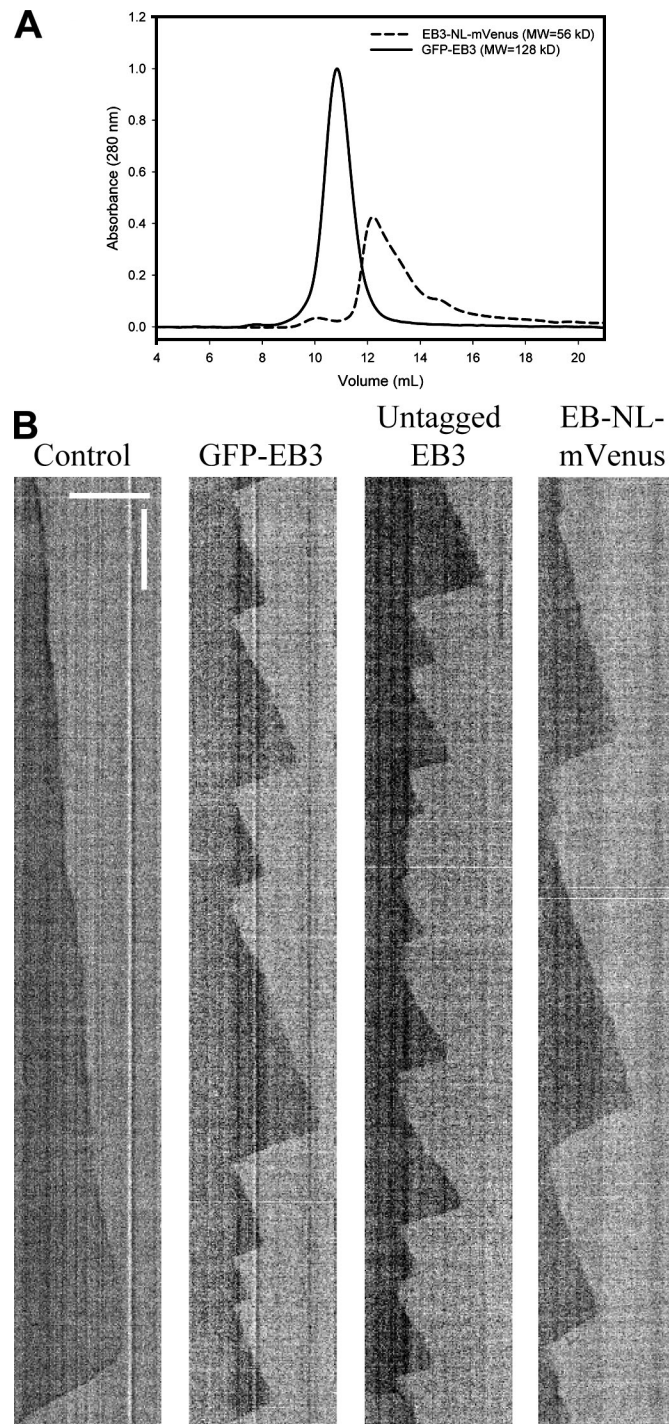 A
1.2
1.0
0.8
0.6
0.4
0.2
0.0
Absorbance (280 nm)
EB3-NL-mVenus (MW=56 kD)
GFP-EB3 (MW=128 kD)
4 6 8 10 12 14 16 18 20
Volume (mL)
B
Control
GFP-EB3
Untagged
EB3
EB-NL-
mVenus